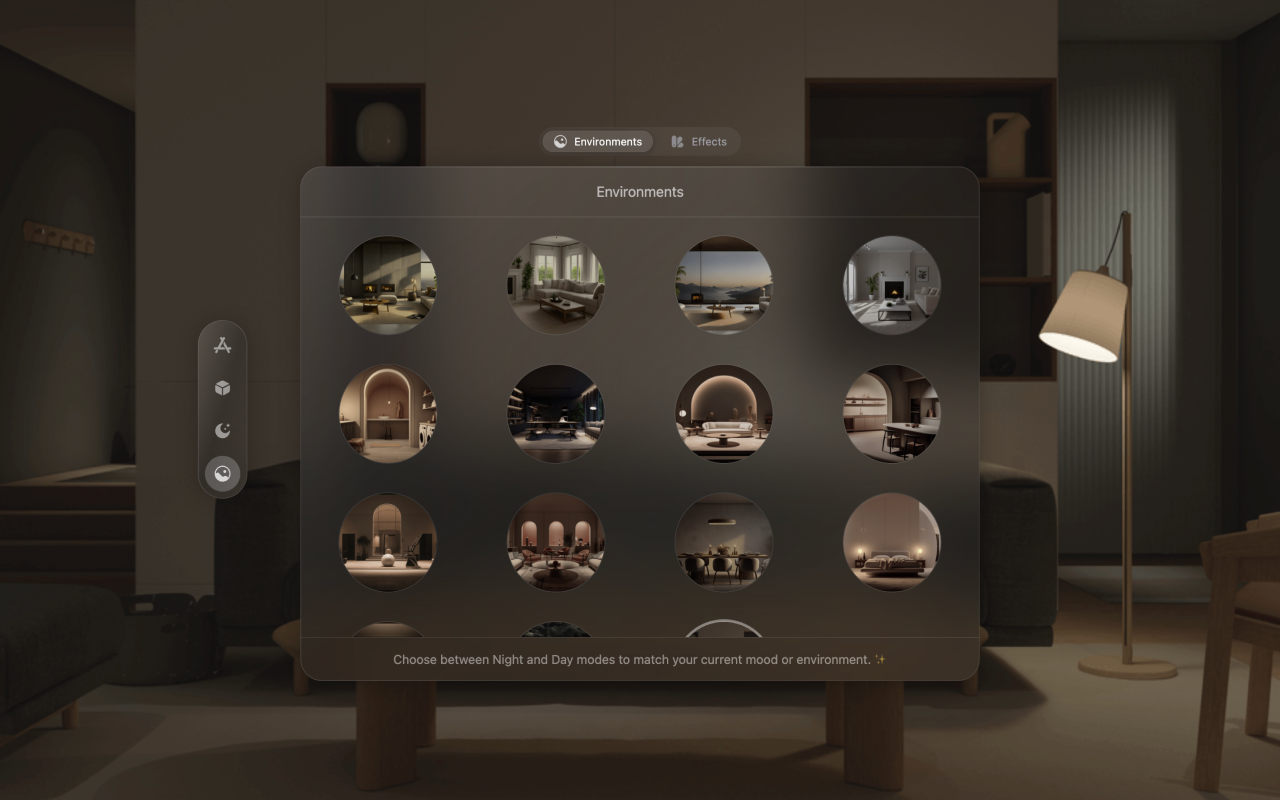 Environments
Effects
Environments
Choose between Night and Day modes to match your current mood or environment. ✨